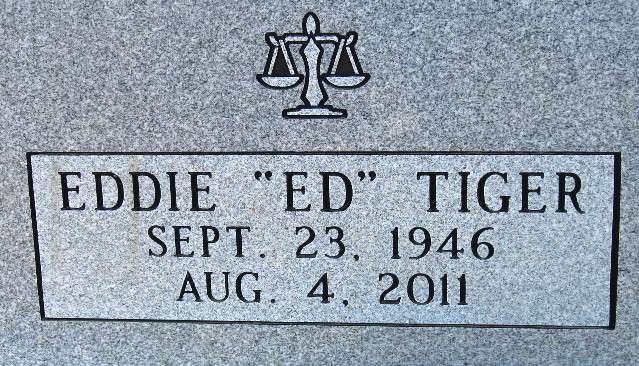 EDDIE "ED" TIGER
SEPT. 23, 1946
AUG. 4, 2011